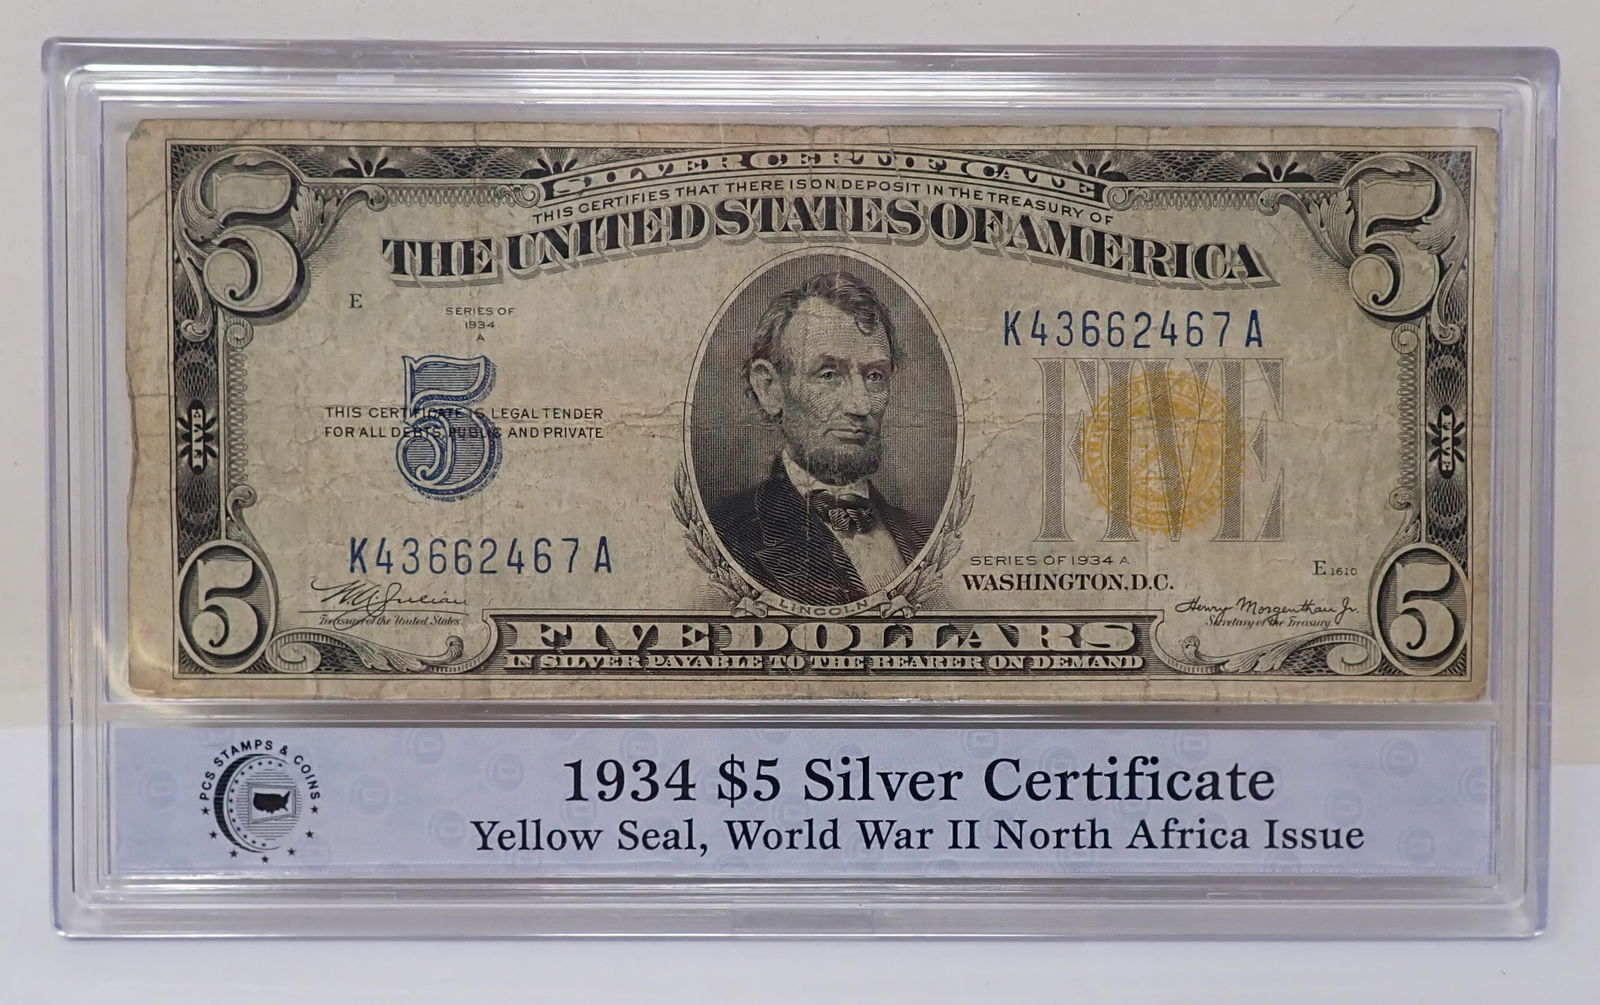 SILVER CERTIFICATE
THIS CERTIFIES THAT THERE IS ON DEPOSIT IN THE TREASURY OF
THE UNITED STATES OF AMERICA
5
5
E
SERIES OF
1934
A
K43662467A
5
FIVE
THIS CERTIFICATE IS LEGAL TENDER
FOR ALL DEBTS, PUBLIC AND PRIVATE
FIVE
FIVE
K43662467A
SERIES OF 1934 A
WASHINGTON, D.C.
E1610
W. A. Julian
Treasurer of the United States.
LINCOLN
Henry Morgenthau Jr.
Secretary of the Treasury.
5
5
FIVE DOLLARS
IN SILVER PAYABLE TO THE BEARER ON DEMAND
PCS STAMPS & COINS
1934 $5 Silver Certificate
Yellow Seal, World War II North Africa Issue